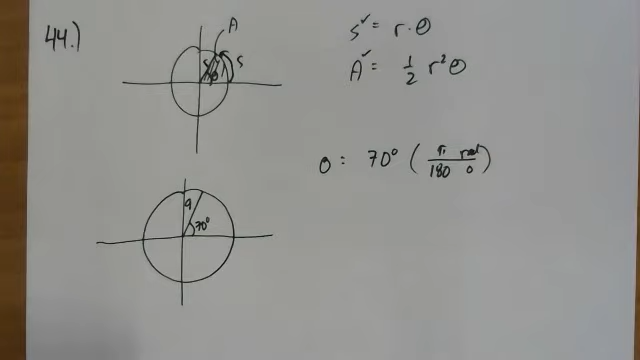 44.)
A
S
S
θ
S = r · θ
A = 1/2 r² θ
θ = 70° ( π rad / 180 ° )
9
70°